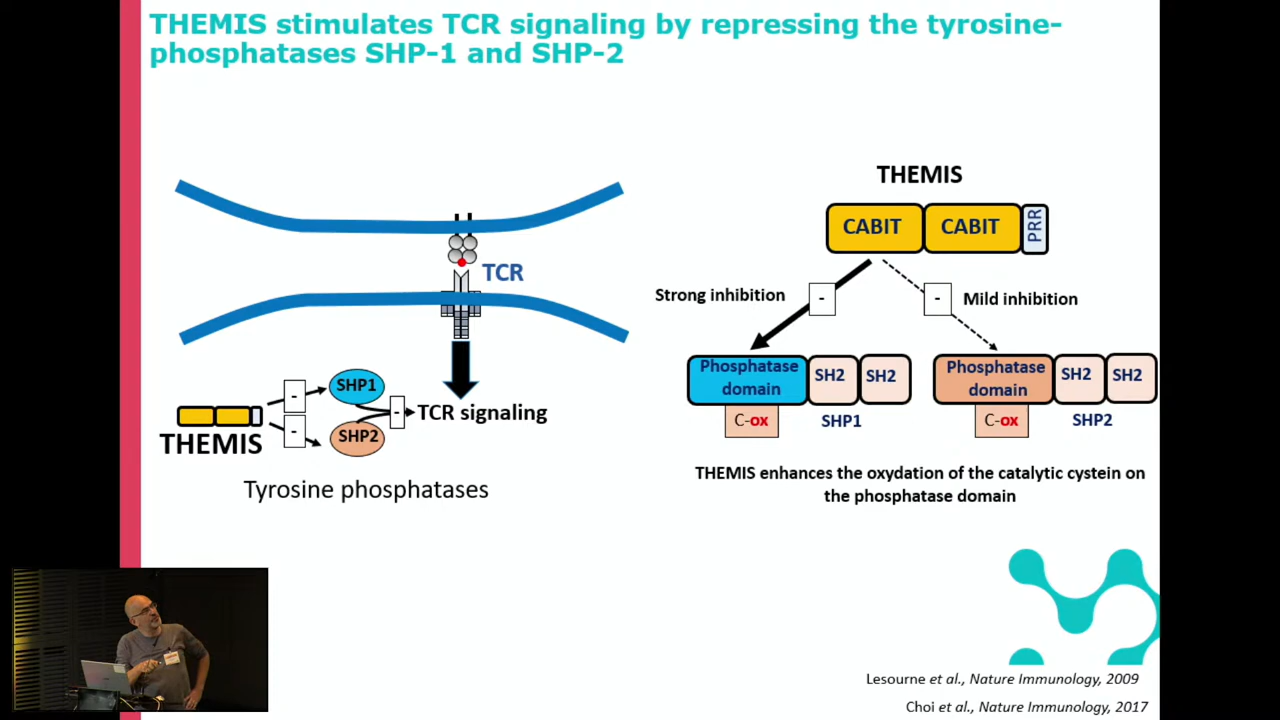 THEMIS stimulates TCR signaling by repressing the tyrosine-
phosphatases SHP-1 and SHP-2
TCR
-
-
SHP1
SHP2
-
TCR signaling
THEMIS
Tyrosine phosphatases
THEMIS
CABIT
CABIT
PRR
Strong inhibition
-
-
Mild inhibition
Phosphatase
domain
SH2
SH2
C-ox
SHP1
Phosphatase
domain
SH2
SH2
C-ox
SHP2
THEMIS enhances the oxydation of the catalytic cystein on
the phosphatase domain
Lesourne et al., Nature Immunology, 2009
Choi et al., Nature Immunology, 2017